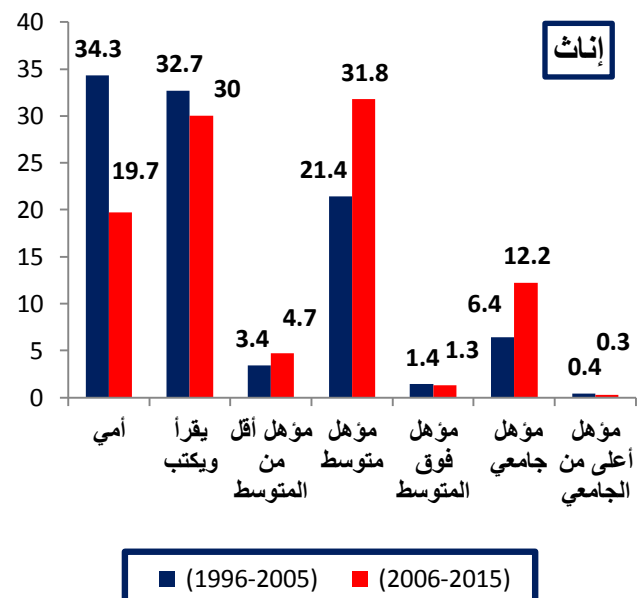 إناث
40
35
30
25
20
15
10
5
0
34.3
19.7
32.7
30
3.4
4.7
21.4
31.8
1.4
1.3
6.4
12.2
0.4
0.3
أمي
يقرأ
ويكتب
مؤهل أقل
من
المتوسط
مؤهل
متوسط
مؤهل
فوق
المتوسط
مؤهل
جامعي
مؤهل
أعلى من
الجامعي
(1996-2005) (2006-2015)